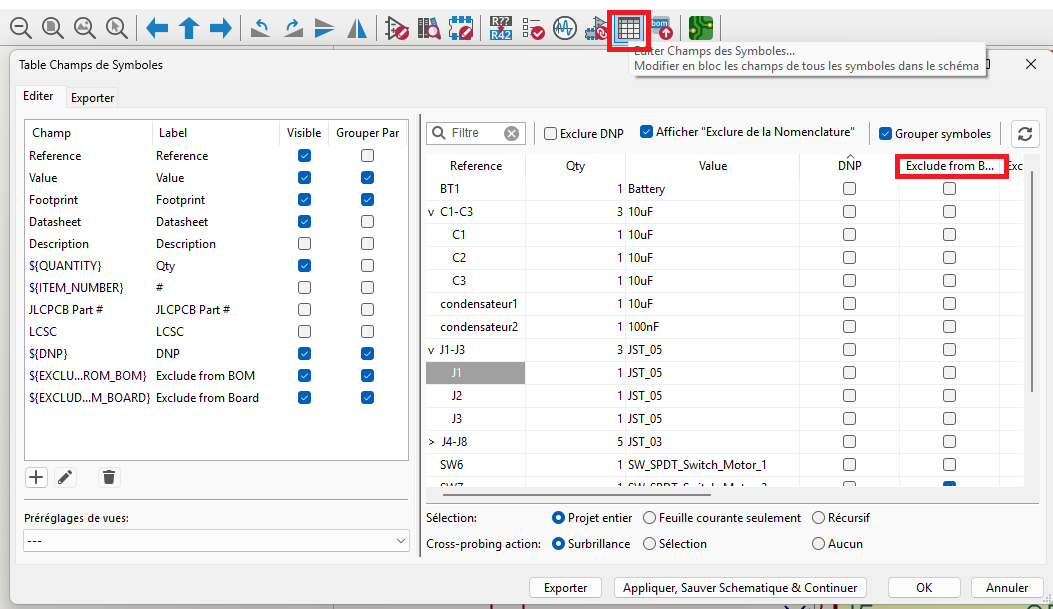 R??
R42
bom
Editer Champs des Symboles...
Modifier en bloc les champs de tous les symboles dans le schéma
Table Champs de Symboles
Editer
Exporter
Champ Label Visible Grouper Par
Reference Reference
Value Value
Footprint Footprint
Datasheet Datasheet
Description Description
${QUANTITY} Qty
${ITEM_NUMBER} #
JLCPCB Part # JLCPCB Part #
LCSC LCSC
${DNP} DNP
${EXCLU...ROM_BOM} Exclude from BOM
${EXCLUD...M_BOARD} Exclude from Board
Préréglages de vues:
---
Filtre Exclure DNP Afficher "Exclure de la Nomenclature" Grouper symboles
Reference Qty Value DNP Exclude from B... Exc
BT1 1 Battery
v C1-C3 3 10uF
C1 1 10uF
C2 1 10uF
C3 1 10uF
condensateur1 1 10uF
condensateur2 1 100nF
v J1-J3 3 JST_05
J1 1 JST_05
J2 1 JST_05
J3 1 JST_05
> J4-J8 5 JST_03
SW6 1 SW_SPDT_Switch_Motor_1
Sélection: Projet entier Feuille courante seulement Récursif
Cross-probing action: Surbrillance Sélection Aucun
Exporter Appliquer, Sauver Schematique & Continuer OK Annuler